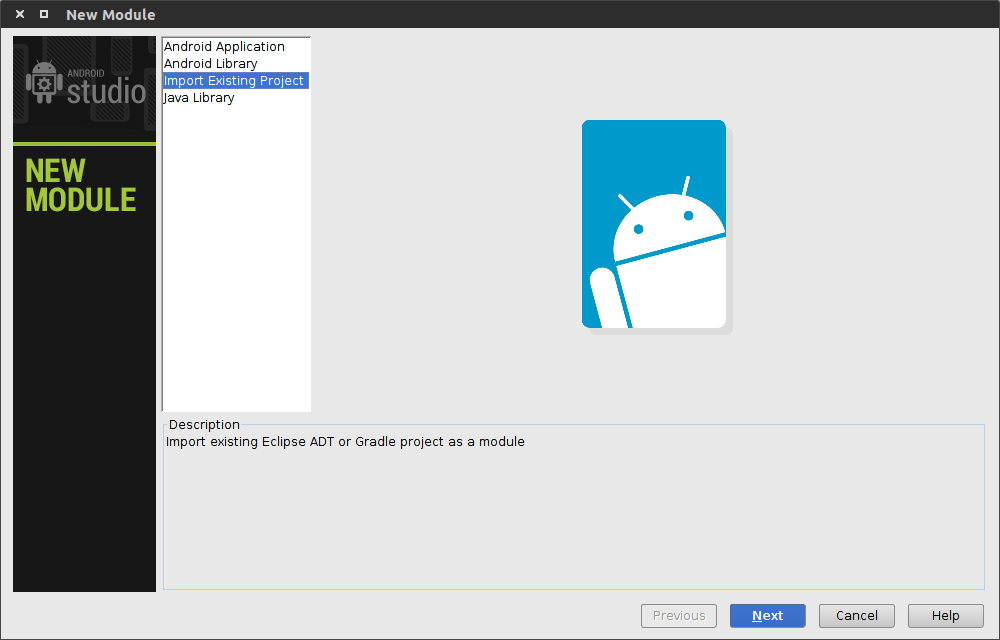 New Module
ANDROID
studio
NEW
MODULE
Android Application
Android Library
Import Existing Project
Java Library
Description
Import existing Eclipse ADT or Gradle project as a module
Previous
Next
Cancel
Help